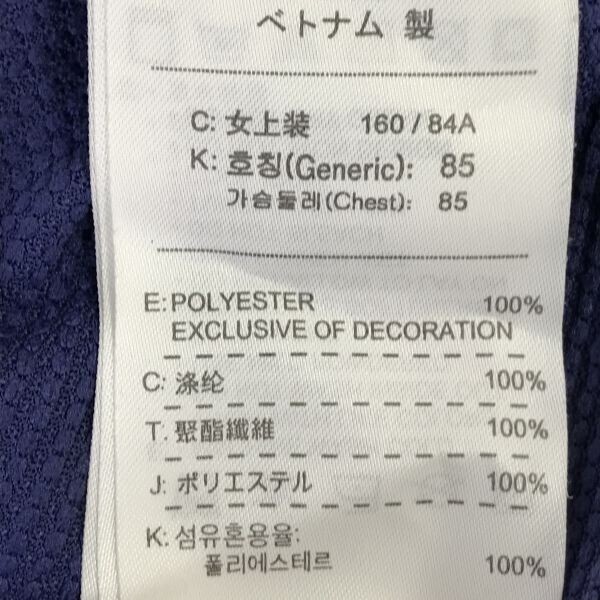 ベトナム 製
C: 女上装 160 / 84A
K: 호칭(Generic): 85
가슴둘레(Chest): 85
E: POLYESTER 100%
EXCLUSIVE OF DECORATION
C: 涤纶 100%
T. 聚酯纖維 100%
J: ポリエステル 100%
K: 섬유혼용율:
폴리에스테르 100%